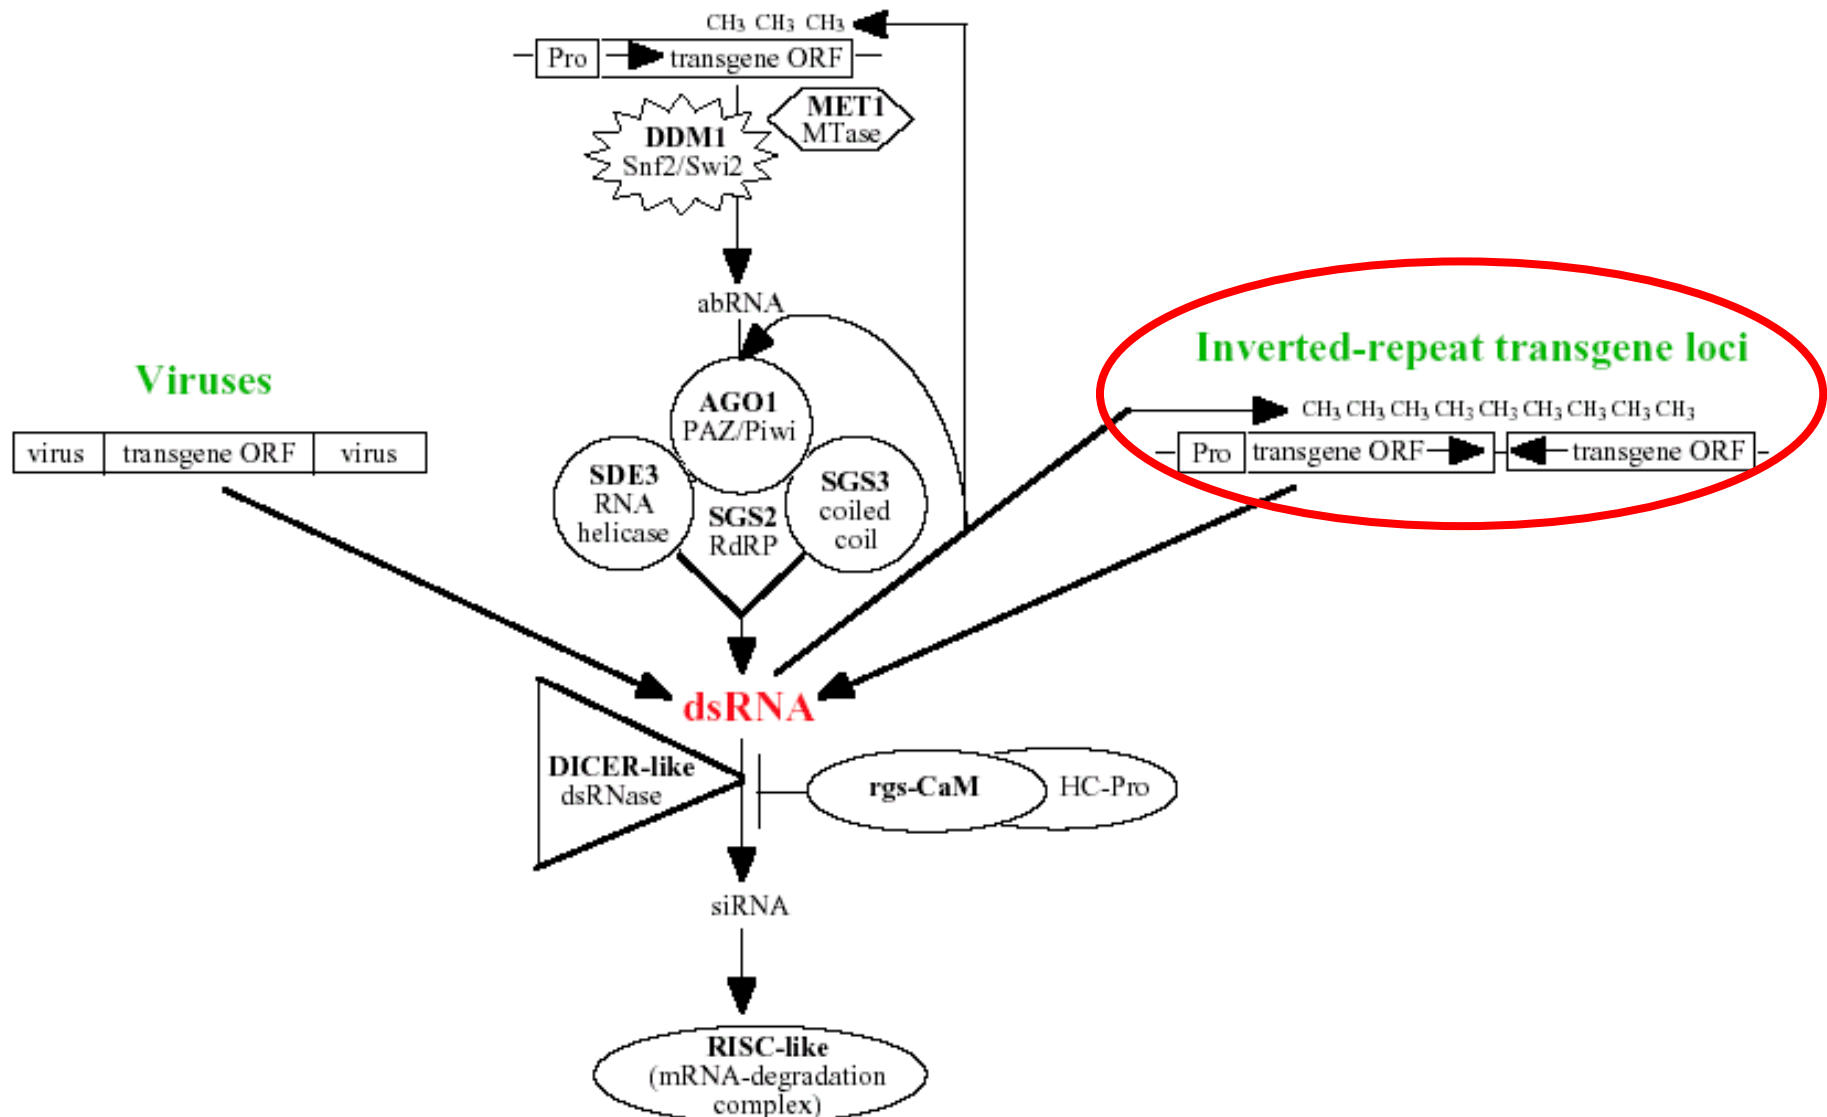 CH₃ CH₃ CH₃
Pro transgene ORF
MET1
MTase
DDM1
Snf2/Swi2
abRNA
Viruses
virus transgene ORF virus
AGO1
PAZ/Piwi
SDE3
RNA
helicase
SGS2
RdRP
SGS3
coiled
coil
Inverted-repeat transgene loci
CH₃ CH₃ CH₃ CH₃ CH₃ CH₃ CH₃ CH₃ CH₃
Pro transgene ORF transgene ORF
dsRNA
DICER-like
dsRNase
rgs-CaM HC-Pro
siRNA
RISC-like
(mRNA-degradation
complex)